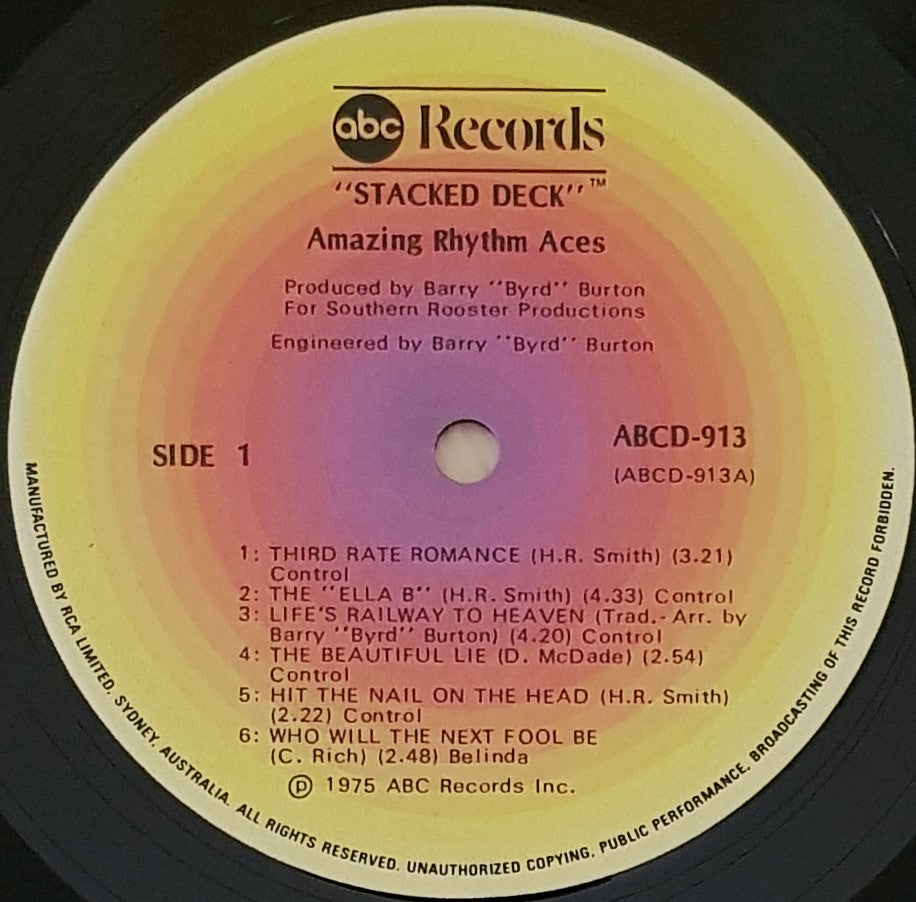 abc Records
"STACKED DECK"™
Amazing Rhythm Aces
Produced by Barry "Byrd" Burton
For Southern Rooster Productions
Engineered by Barry "Byrd" Burton
SIDE 1
ABCD-913
(ABCD-913A)
1: THIRD RATE ROMANCE (H.R. Smith) (3.21)
Control
2: THE "ELLA B" (H.R. Smith) (4.33) Control
3: LIFE'S RAILWAY TO HEAVEN (Trad.- Arr. by
Barry "Byrd" Burton) (4.20) Control
4: THE BEAUTIFUL LIE (D. McDade) (2.54)
Control
5: HIT THE NAIL ON THE HEAD (H.R. Smith)
(2.22) Control
6: WHO WILL THE NEXT FOOL BE
(C. Rich) (2.48) Belinda
℗ 1975 ABC Records Inc.
MANUFACTURED BY RCA LIMITED. SYDNEY. AUSTRALIA. ALL RIGHTS RESERVED. UNAUTHORIZED COPYING. PUBLIC PERFORMANCE. BROADCASTING OF THIS RECORD FORBIDDEN.